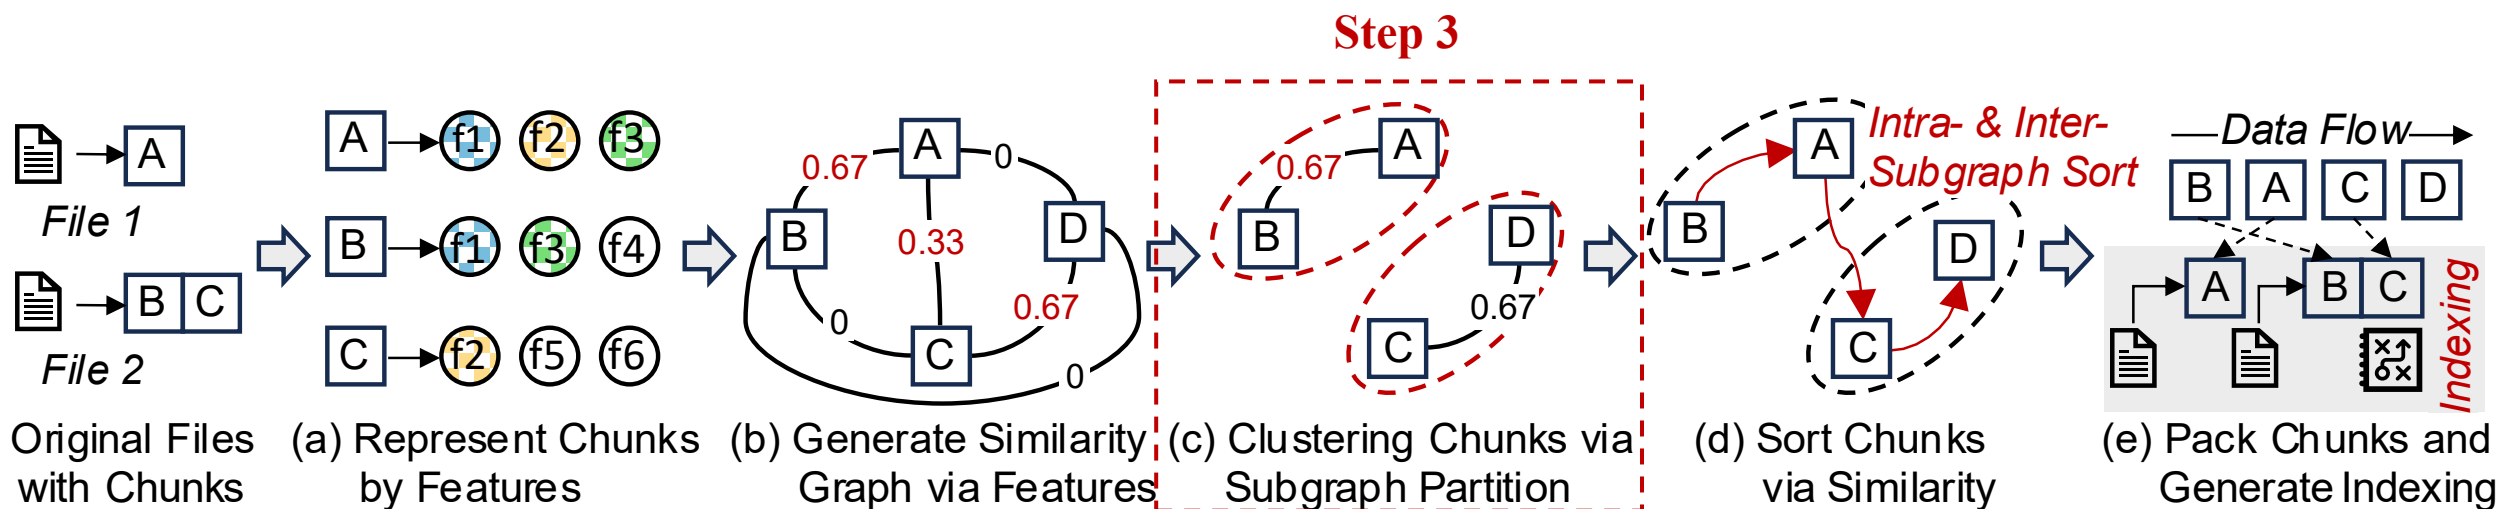 Step 3
A
File 1
B C
File 2
Original Files
with Chunks
A f1 f2 f3
B f1 f3 f4
C f2 f5 f6
(a) Represent Chunks
by Features
A
0.67
0
B
D
0.33
0
0.67
C
0
(b) Generate Similarity
Graph via Features
A
0.67
B
D
0.67
C
(c) Clustering Chunks via
Subgraph Partition
A
B
D
C
Intra- & Inter-
Subgraph Sort
(d) Sort Chunks
via Similarity
Data Flow
B A C D
A B C
Indexing
(e) Pack Chunks and
Generate Indexing